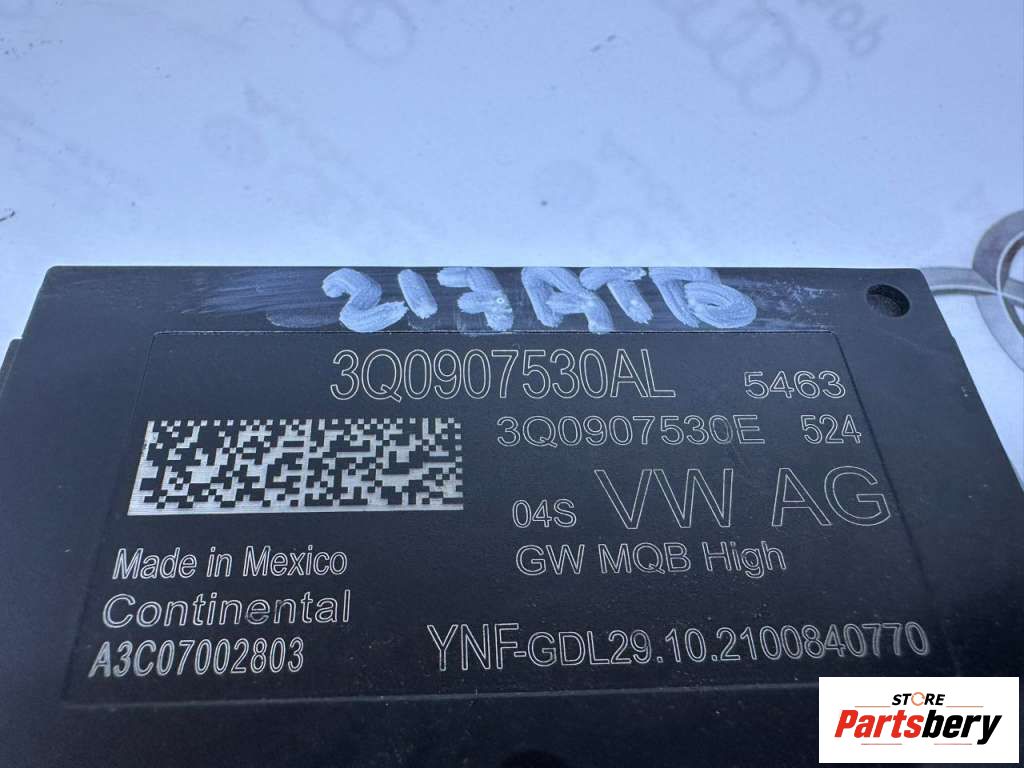 217ATB
3Q0907530AL 5463
3Q0907530E 524
04S VW AG
GW MQB High
Made in Mexico
Continental
A3C07002803
YNF-GDL29.10.2100840770
STORE
Partsbery